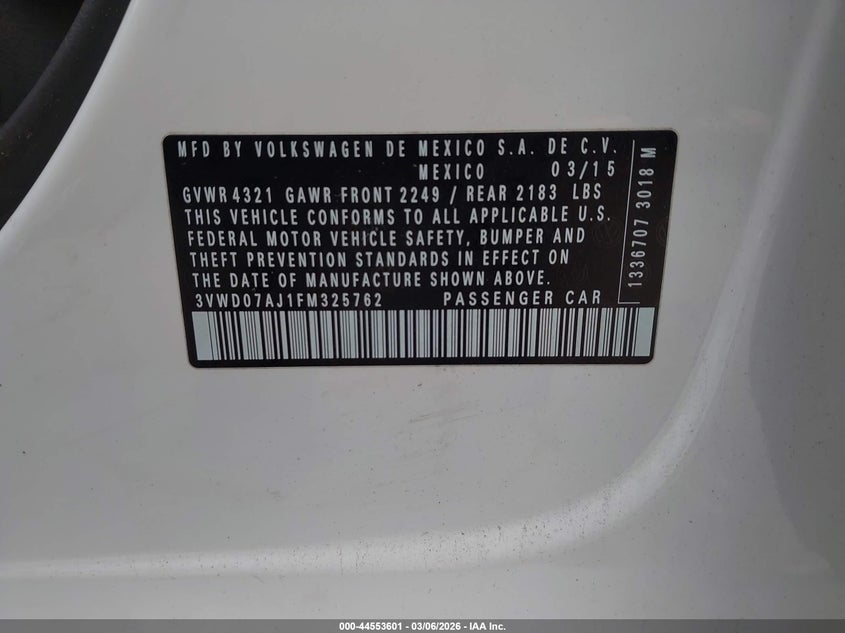 MFD BY VOLKSWAGEN DE MEXICO S.A. DE C.V.
MEXICO 03/15
GVWR 4321 GAWR FRONT 2249 / REAR 2183 LBS
THIS VEHICLE CONFORMS TO ALL APPLICABLE U.S.
FEDERAL MOTOR VEHICLE SAFETY, BUMPER AND
THEFT PREVENTION STANDARDS IN EFFECT ON
THE DATE OF MANUFACTURE SHOWN ABOVE.
3VWD07AJ1FM325762 PASSENGER CAR
1336707 3018 M
000-44553601 - 03/06/2026 - IAA Inc.